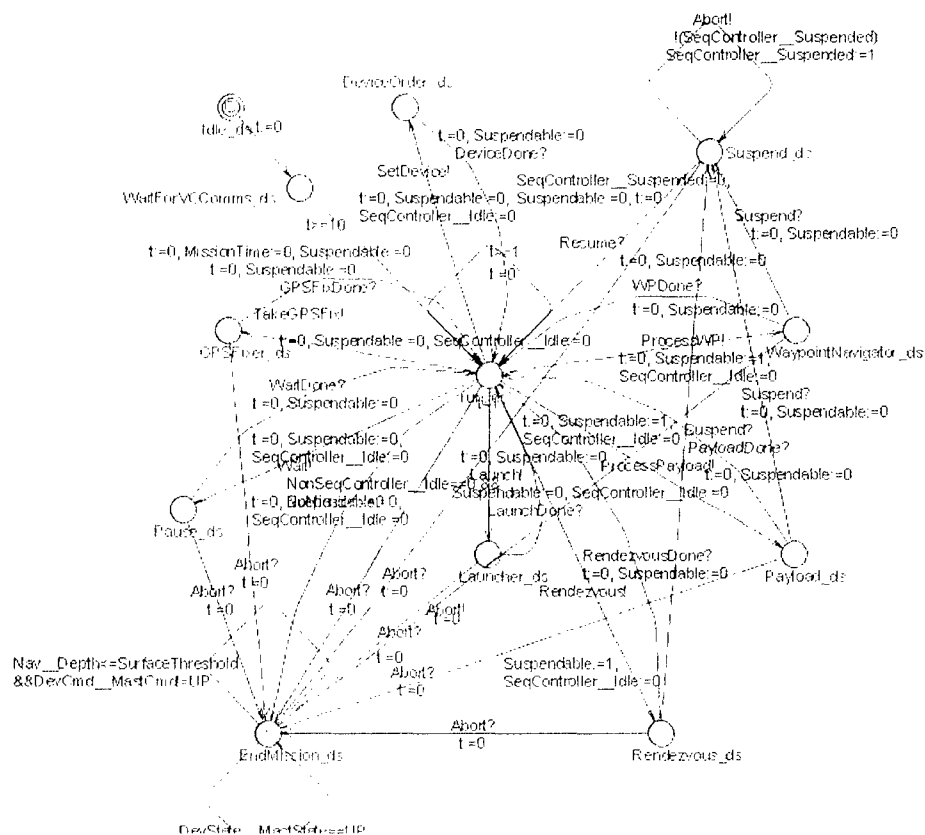 Abort!
!(SeqController__Suspended)
SeqController__Suspended:=1
DeviceOrder_ds
Idle_ds t:=0
t:=0, Suspendable:=0
DeviceDone?
Suspend_ds
SetDevice!
SeqController__Suspended:=0,
WaitForVCComms_ds
t:=0, Suspendable:=0,
Suspendable:=0, t:=0
SeqController__Idle:=0
Suspend?
t:=0, Suspendable:=0
t>=10
t:=0, MissionTime:=0, Suspendable:=0
t>=1
Resume?
t:=0, Suspendable:=0
t:=0, Suspendable:=0
t:=0
GPSFixDone?
WPDone?
t:=0, Suspendable:=0
TakeGPSFix!
GPSFixer_ds
t:=0, Suspendable:=0, SeqController__Idle:=0
ProcessWP!
t:=0, Suspendable:=1,
WaypointNavigator_ds
SeqController__Idle:=0
WaitDone?
t:=0, Suspendable:=0
Suspend?
t:=0, Suspendable:=0
t:=0, Suspendable:=1,
SeqController__Idle:=0
t:=0, Suspendable:=0,
SeqController__Idle:=0
Suspend?
PayloadDone?
t:=0, Suspendable:=0
Wait!
Launch!
ProcessPayload!
t:=0, Suspendable:=0
NonSeqController__Idle
Suspendable:=0, SeqController__Idle:=0
SeqController__Idle:=0
LaunchDone?
Pause_ds
Launcher_ds
RendezvousDone?
t:=0, Suspendable:=0
Payload_ds
Rendezvous!
Abort?
t:=0
Abort?
t:=0
Abort?
t:=0
Abort?
t:=0
Abort!
t:=0
Abort?
t:=0
Nav__Depth<=SurfaceThreshold
&&DevCmd__MastCmd!=UP
Abort?
t:=0
Suspendable:=1,
SeqController__Idle:=0
Abort?
t:=0
EndMission_ds
Rendezvous_ds
DevState__MastState==UP